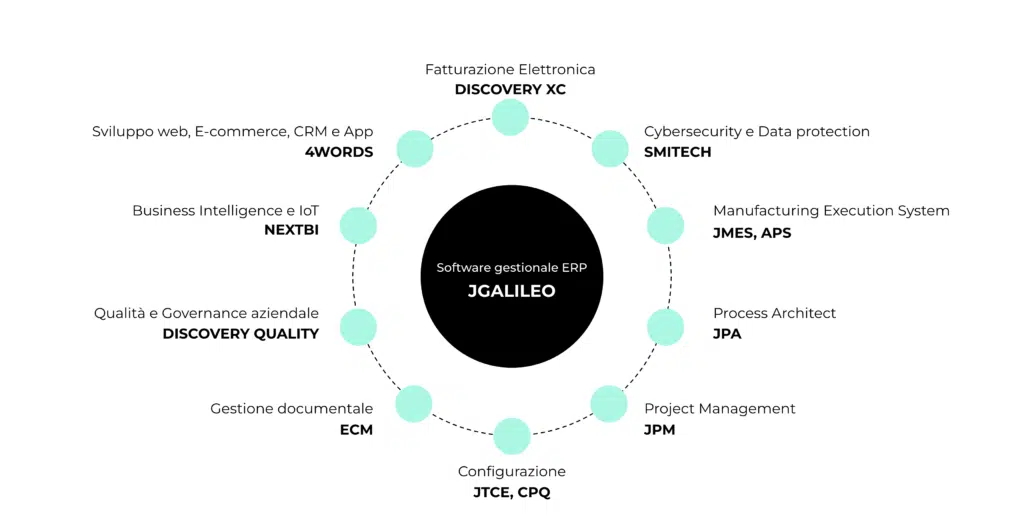 Fatturazione Elettronica
DISCOVERY XC
Sviluppo web, E-commerce, CRM e App
4WORDS
Cybersecurity e Data protection
SMITECH
Business Intelligence e IoT
NEXTBI
Manufacturing Execution System
JMES, APS
Software gestionale ERP
JGALILEO
Qualità e Governance aziendale
DISCOVERY QUALITY
Process Architect
JPA
Gestione documentale
ECM
Project Management
JPM
Configurazione
JTCE, CPQ